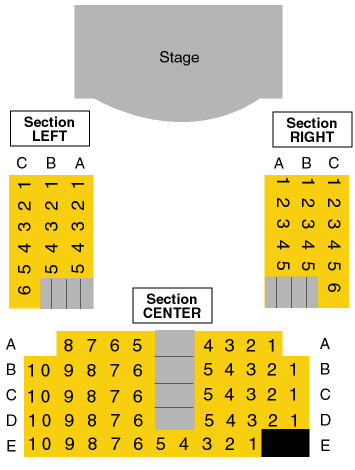 Stage
Section
LEFT
Section
RIGHT
C B A
A B C
1 1 1
1 1 1
2 2 2
2 2 2
3 3 3
3 3 3
4 4 4
4 4 4
5 5 5
5 5 5
6
6
Section
CENTER
A 8 7 6 5 4 3 2 1 A
B 10 9 8 7 6 5 4 3 2 1 B
C 10 9 8 7 6 5 4 3 2 1 C
D 10 9 8 7 6 5 4 3 2 1 D
E 10 9 8 7 6 5 4 3 2 1 E